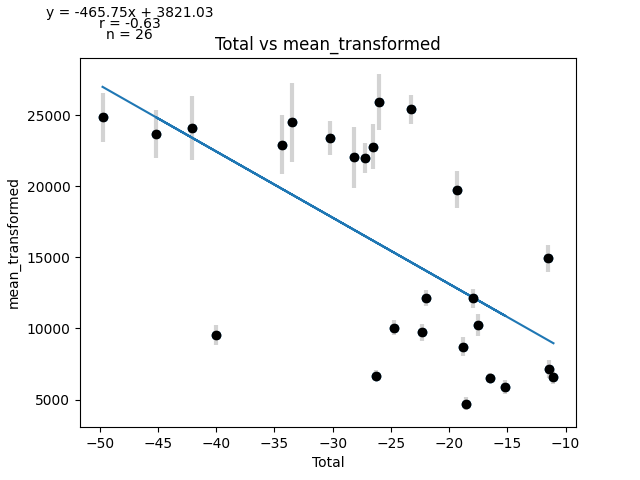 y = -465.75x + 3821.03
r = -0.63
n = 26
Total vs mean_transformed
25000
20000
15000
10000
5000
mean_transformed
−50
−45
−40
−35
−30
−25
−20
−15
−10
Total